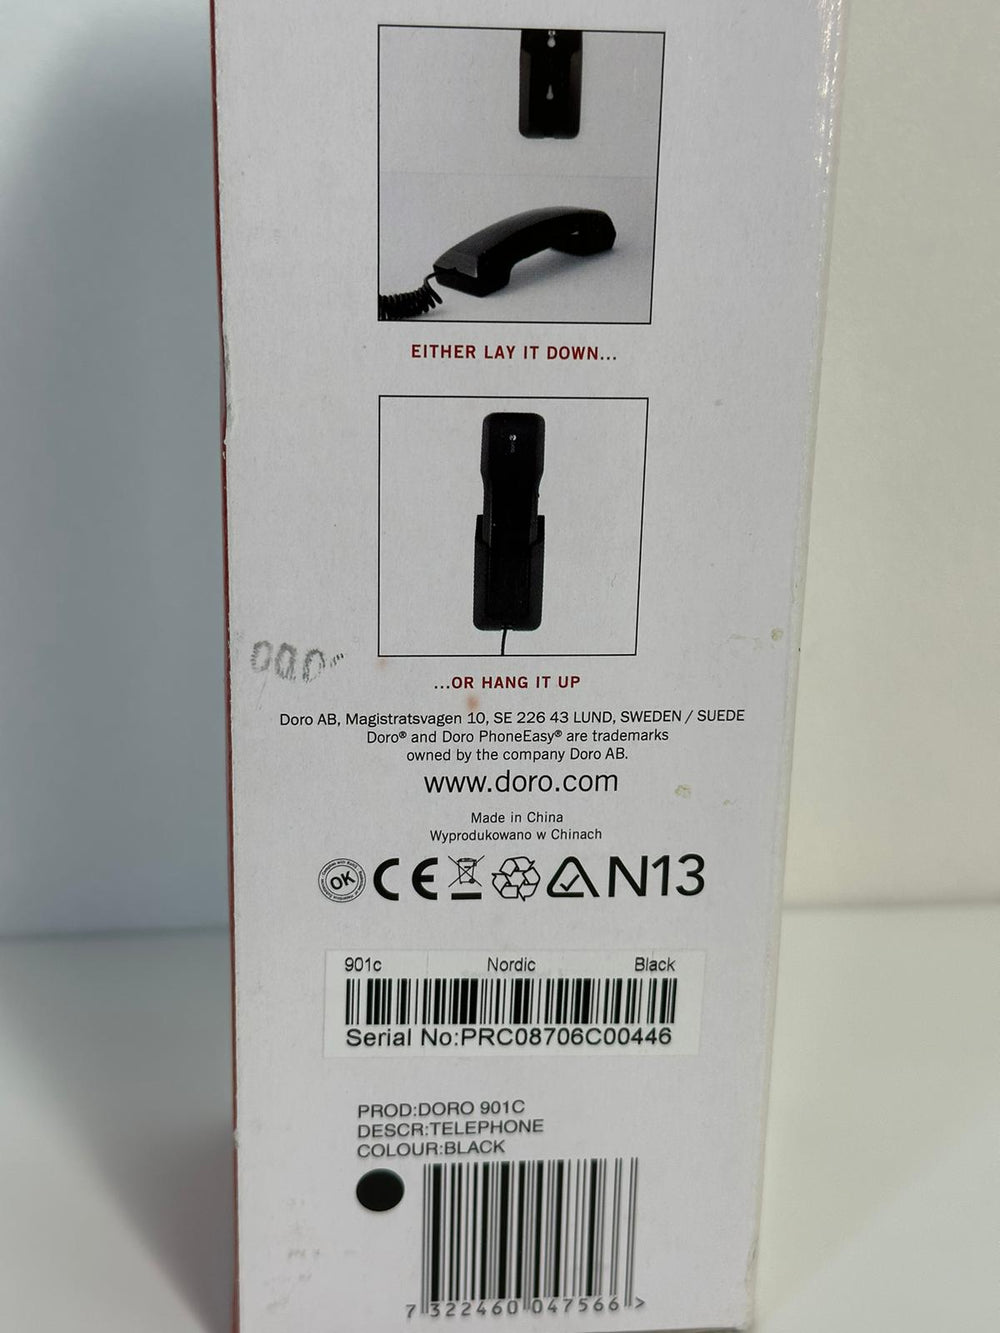 EITHER LAY IT DOWN...
...OR HANG IT UP
Doro AB, Magistratsvagen 10, SE 226 43 LUND, SWEDEN / SUEDE
Doro® and Doro PhoneEasy® are trademarks
owned by the company Doro AB.
www.doro.com
Made in China
Wyprodukowano w Chinach
OK CE N13
901c Nordic Black
Serial No:PRC08706C00446
PROD:DORO 901C
DESCR:TELEPHONE
COLOUR:BLACK
7 322460 047566 >